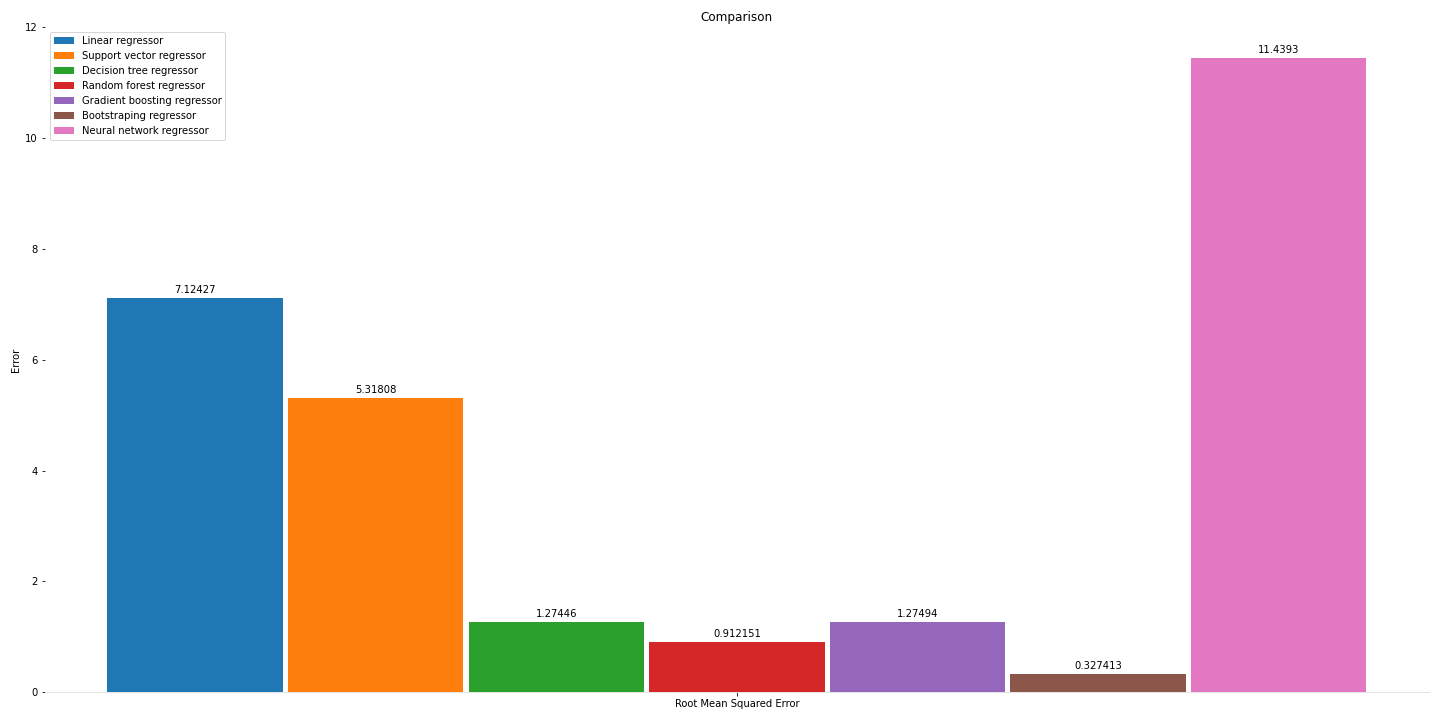 Comparison
12
10
8
6
4
2
0
Error
Linear regressor
Support vector regressor
Decision tree regressor
Random forest regressor
Gradient boosting regressor
Bootstraping regressor
Neural network regressor
7.12427
5.31808
1.27446
0.912151
1.27494
0.327413
11.4393
Root Mean Squared Error